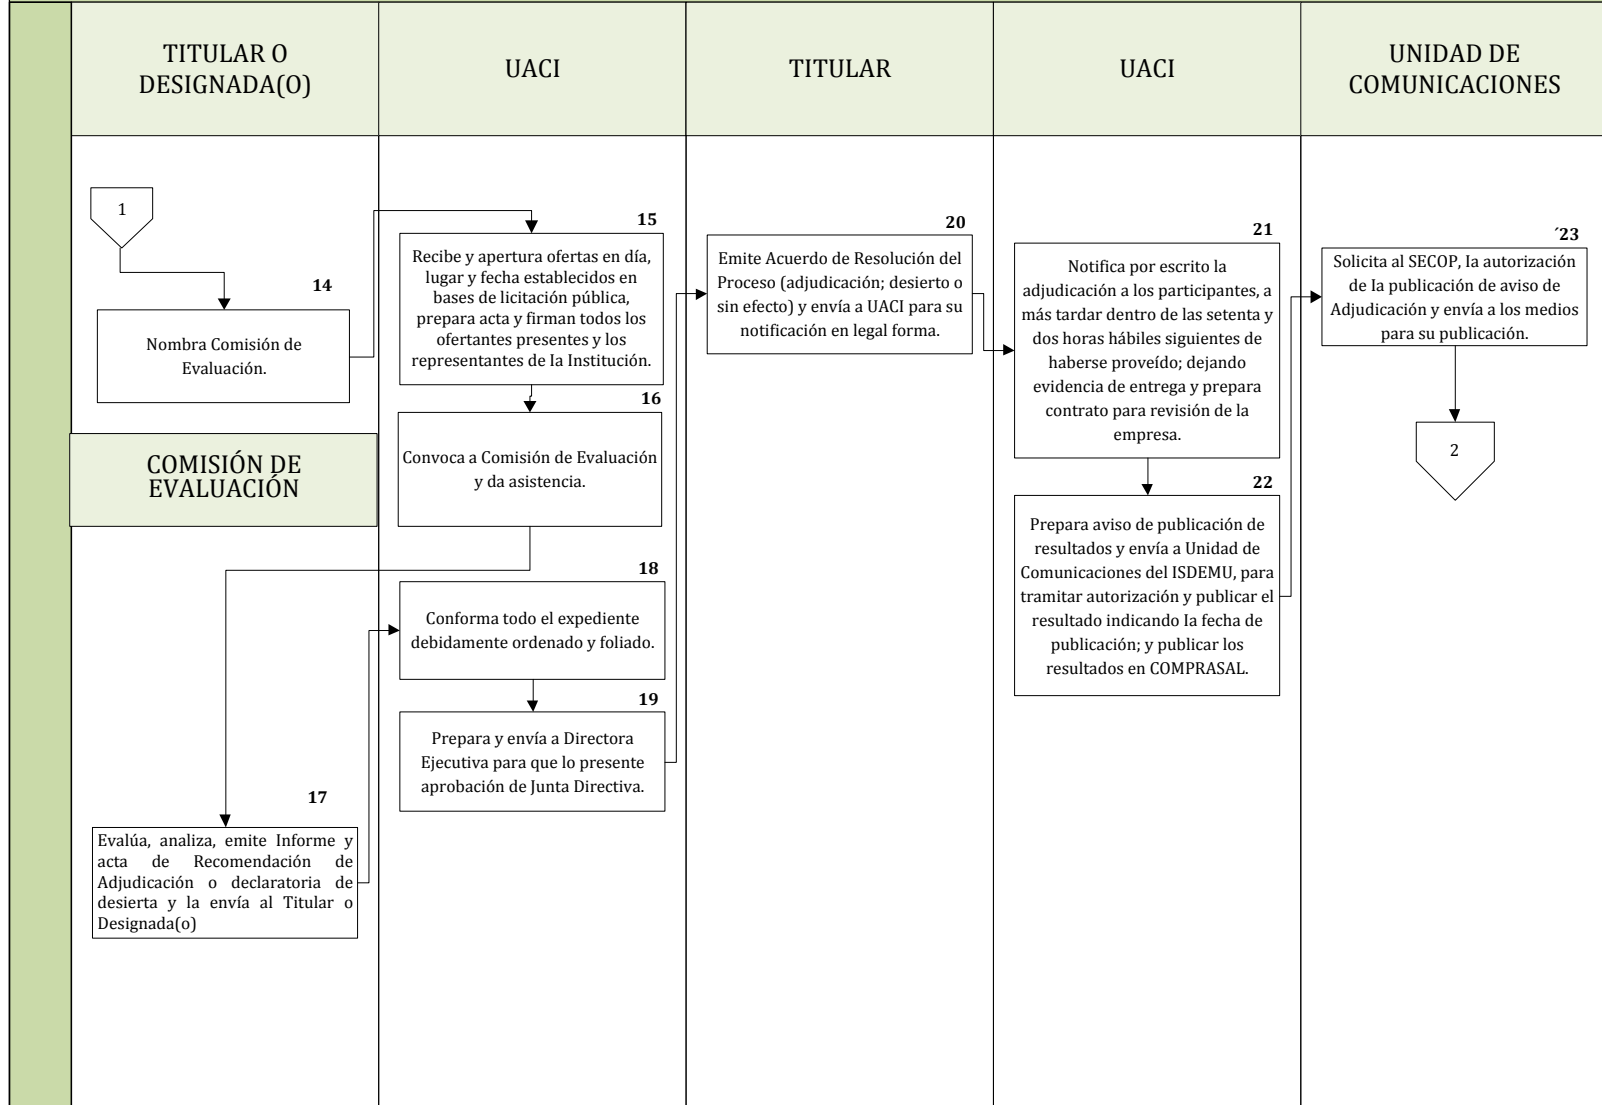 TITULAR O
DESIGNADA(O)
UACI
TITULAR
UACI
UNIDAD DE
COMUNICACIONES
1
14
Nombra Comisión de
Evaluación.
COMISIÓN DE
EVALUACIÓN
17
Evalúa, analiza, emite Informe y
acta de Recomendación de
Adjudicación o declaratoria de
desierta y la envía al Titular o
Designada(o)
15
Recibe y apertura ofertas en día,
lugar y fecha establecidos en
bases de licitación pública,
prepara acta y firman todos los
ofertantes presentes y los
representantes de la Institución.
16
Convoca a Comisión de Evaluación
y da asistencia.
18
Conforma todo el expediente
debidamente ordenado y foliado.
19
Prepara y envía a Directora
Ejecutiva para que lo presente
aprobación de Junta Directiva.
20
Emite Acuerdo de Resolución del
Proceso (adjudicación; desierto o
sin efecto) y envía a UACI para su
notificación en legal forma.
21
Notifica por escrito la
adjudicación a los participantes, a
más tardar dentro de las setenta y
dos horas hábiles siguientes de
haberse proveído; dejando
evidencia de entrega y prepara
contrato para revisión de la
empresa.
22
Prepara aviso de publicación de
resultados y envía a Unidad de
Comunicaciones del ISDEMU, para
tramitar autorización y publicar el
resultado indicando la fecha de
publicación; y publicar los
resultados en COMPRASAL.
´23
Solicita al SECOP, la autorización
de la publicación de aviso de
Adjudicación y envía a los medios
para su publicación.
2